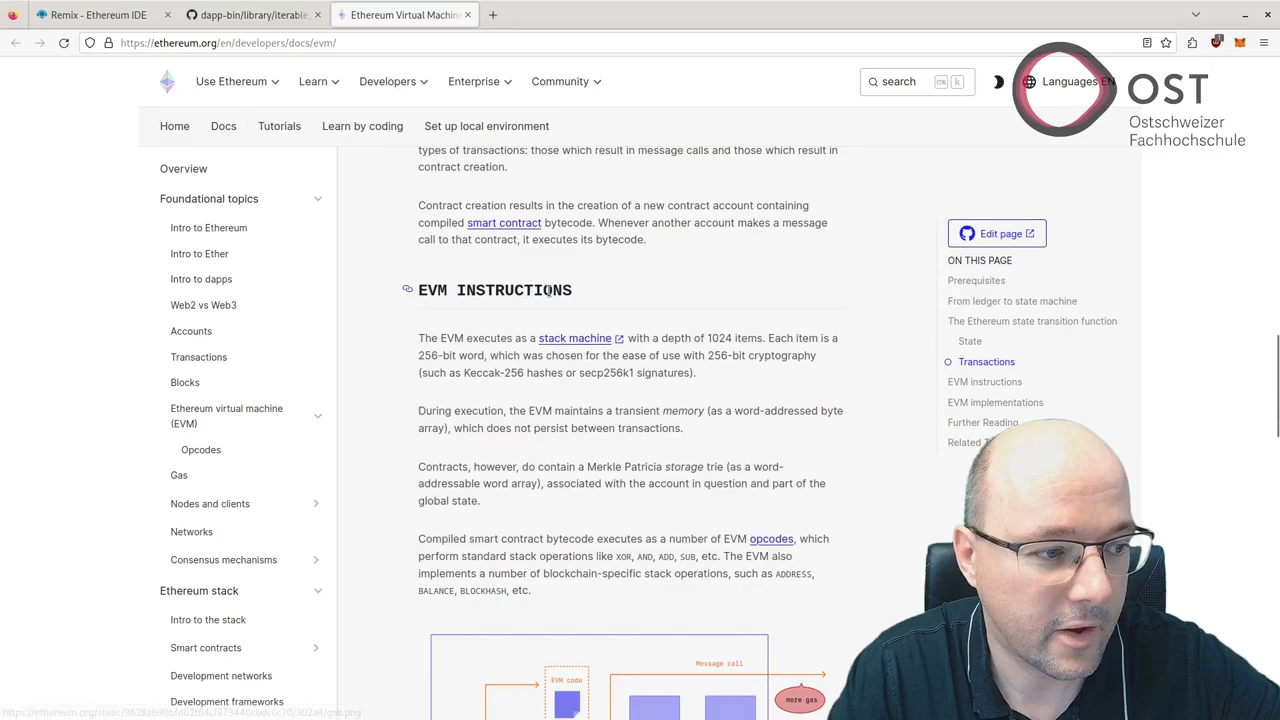 Remix - Ethereum IDE
dapp-bin/library/iterable_
Ethereum Virtual Machine
https://ethereum.org/en/developers/docs/evm/
1
Use Ethereum
Learn
Developers
Enterprise
Community
search
k
Languages EN
OST
Ostschweizer
Fachhochschule
Home
Docs
Tutorials
Learn by coding
Set up local environment
Overview
Foundational topics
Intro to Ethereum
Intro to Ether
Intro to dapps
Web2 vs Web3
Accounts
Transactions
Blocks
Ethereum virtual machine
(EVM)
Opcodes
Gas
Nodes and clients
Networks
Consensus mechanisms
Ethereum stack
Intro to the stack
Smart contracts
Development networks
Development frameworks
types of transactions: those which result in message calls and those which result in
contract creation.
Contract creation results in the creation of a new contract account containing
compiled smart contract bytecode. Whenever another account makes a message
call to that contract, it executes its bytecode.
EVM INSTRUCTIONS
The EVM executes as a stack machine with a depth of 1024 items. Each item is a
256-bit word, which was chosen for the ease of use with 256-bit cryptography
(such as Keccak-256 hashes or secp256k1 signatures).
During execution, the EVM maintains a transient memory (as a word-addressed byte
array), which does not persist between transactions.
Contracts, however, do contain a Merkle Patricia storage trie (as a word-
addressable word array), associated with the account in question and part of the
global state.
Compiled smart contract bytecode executes as a number of EVM opcodes, which
perform standard stack operations like XOR, AND, ADD, SUB, etc. The EVM also
implements a number of blockchain-specific stack operations, such as ADDRESS,
BALANCE, BLOCKHASH, etc.
Message call
EVM code
more gas
Edit page
ON THIS PAGE
Prerequisites
From ledger to state machine
The Ethereum state transition function
State
Transactions
EVM instructions
EVM implementations
Further Reading
Related